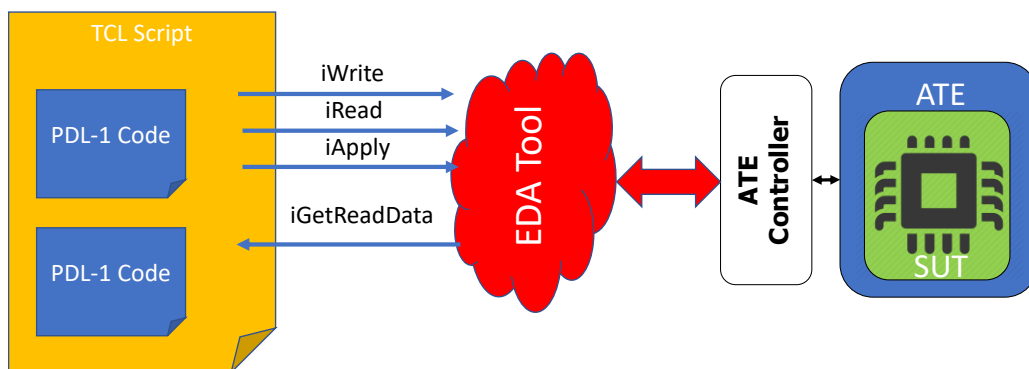 TCL Script
PDL-1 Code
PDL-1 Code
iWrite
iRead
iApply
iGetReadData
EDA Tool
ATE
Controller
ATE
SUT